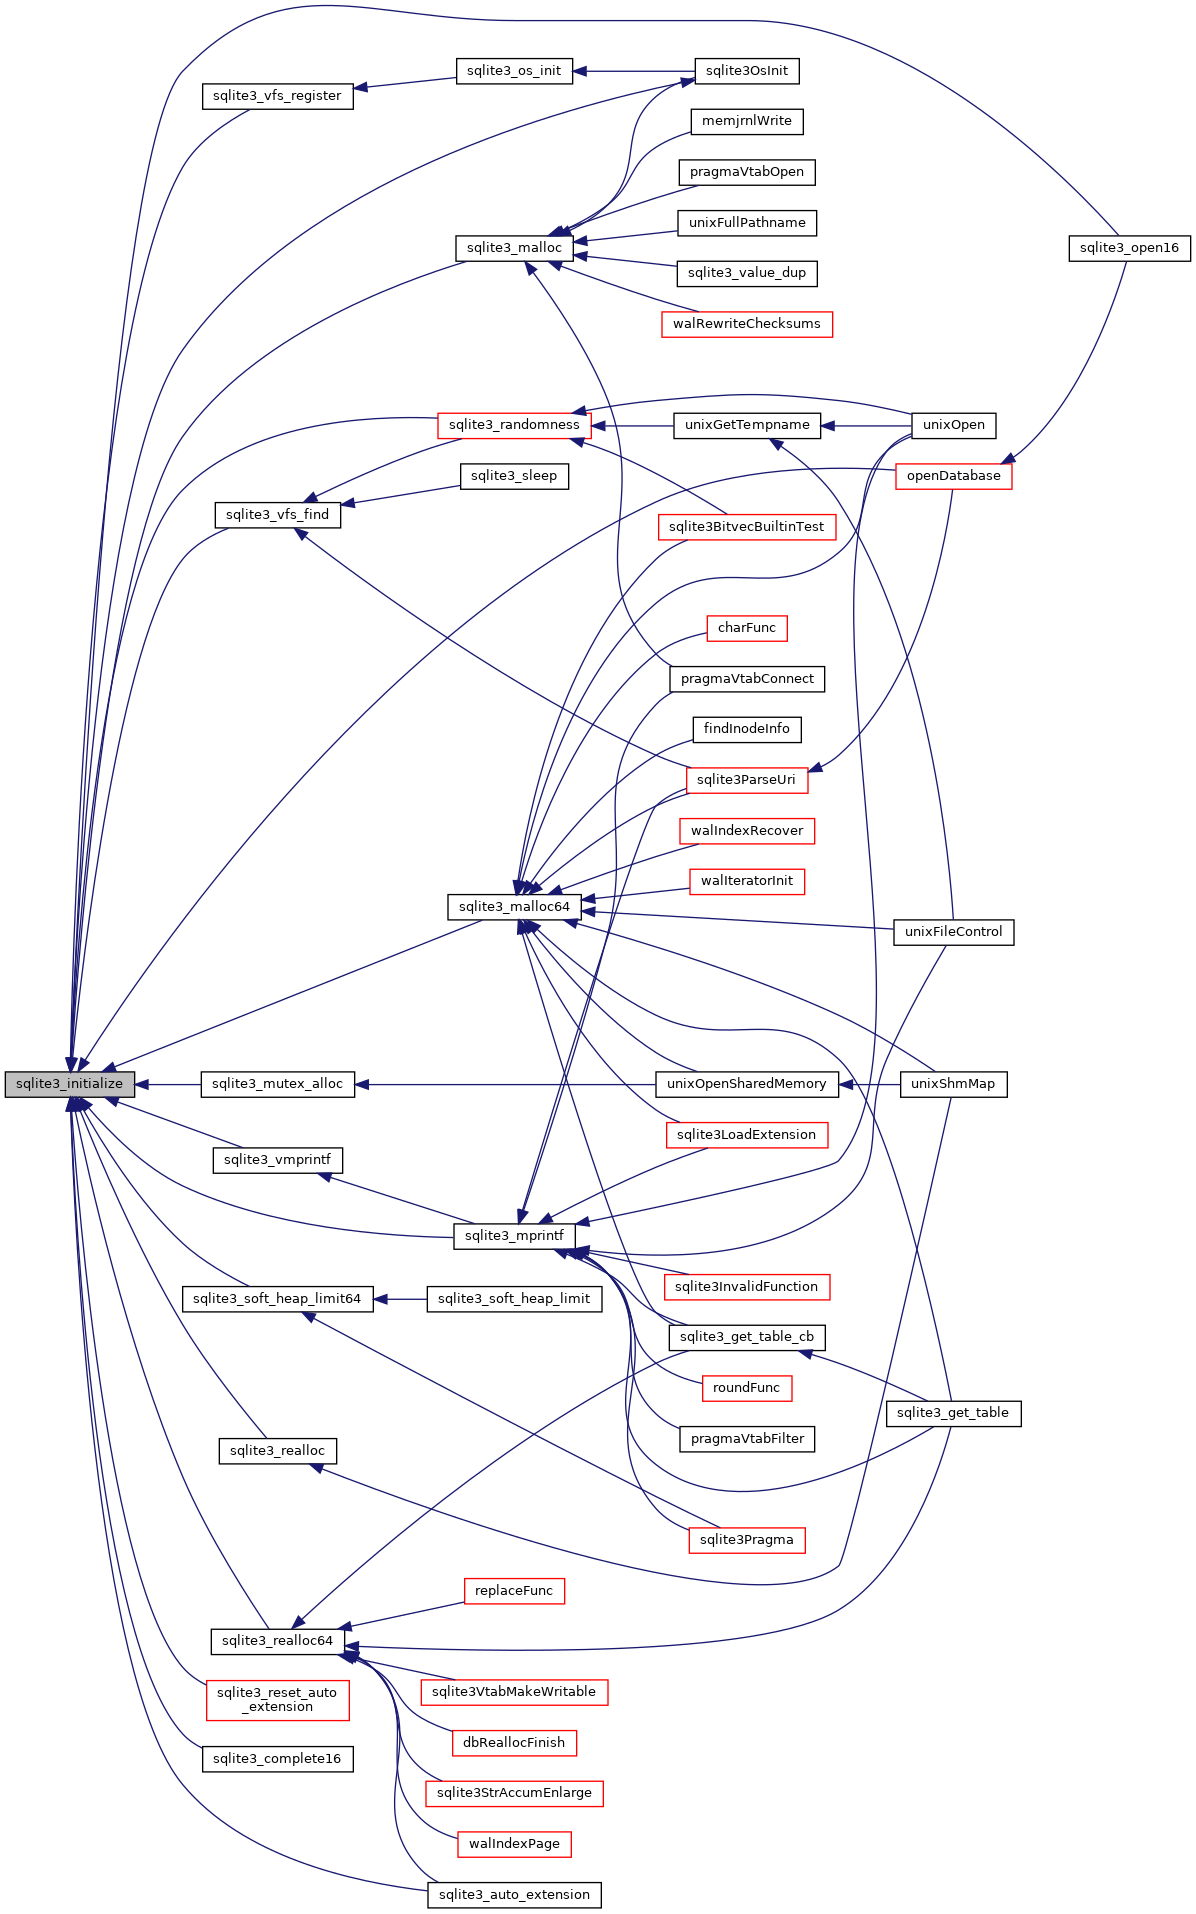 sqlite3_os_init
sqlite3OsInit
sqlite3_vfs_register
memjrnlWrite
pragmaVtabOpen
unixFullPathname
sqlite3_malloc
sqlite3_open16
sqlite3_value_dup
walRewriteChecksums
sqlite3_randomness
unixGetTempname
unixOpen
sqlite3_sleep
openDatabase
sqlite3_vfs_find
sqlite3BitvecBuiltinTest
charFunc
pragmaVtabConnect
findInodeInfo
sqlite3ParseUri
walIndexRecover
walIteratorInit
sqlite3_malloc64
unixFileControl
sqlite3_initialize
sqlite3_mutex_alloc
unixOpenSharedMemory
unixShmMap
sqlite3LoadExtension
sqlite3_vmprintf
sqlite3_mprintf
sqlite3InvalidFunction
sqlite3_soft_heap_limit64
sqlite3_soft_heap_limit
sqlite3_get_table_cb
roundFunc
sqlite3_get_table
pragmaVtabFilter
sqlite3_realloc
sqlite3Pragma
replaceFunc
sqlite3_realloc64
sqlite3VtabMakeWritable
sqlite3_reset_auto
_extension
dbReallocFinish
sqlite3_complete16
sqlite3StrAccumEnlarge
walIndexPage
sqlite3_auto_extension